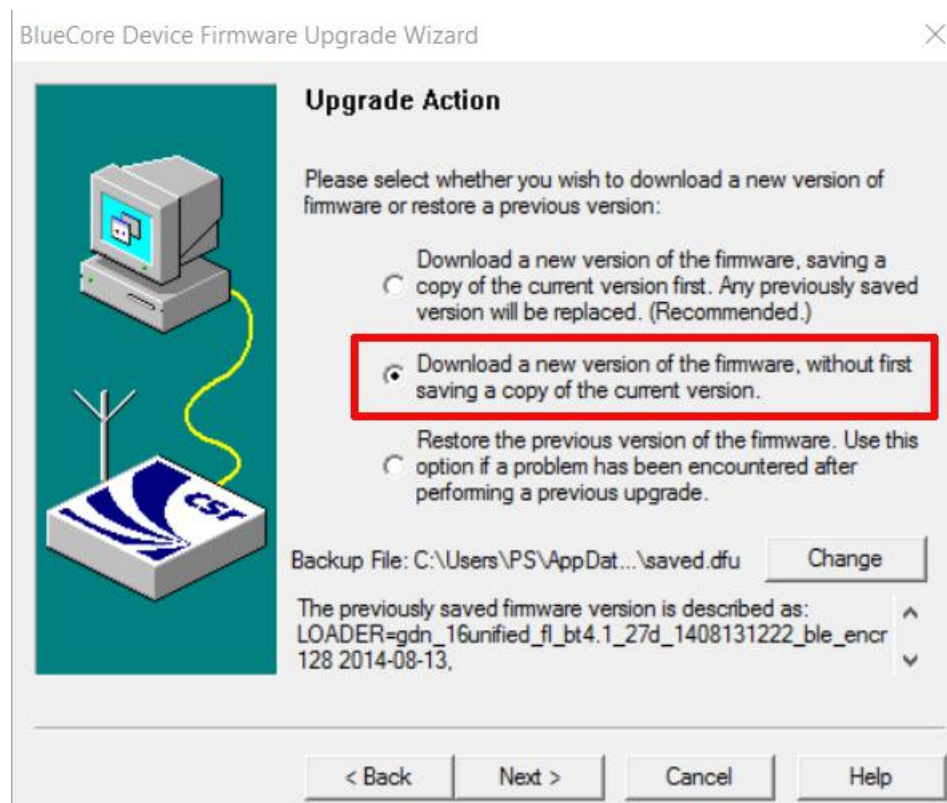 BlueCore Device Firmware Upgrade Wizard
Upgrade Action
Please select whether you wish to download a new version of
firmware or restore a previous version:
Download a new version of the firmware, saving a
copy of the current version first. Any previously saved
version will be replaced. (Recommended.)
Download a new version of the firmware, without first
saving a copy of the current version.
Restore the previous version of the firmware. Use this
option if a problem has been encountered after
performing a previous upgrade.
CSR
Backup File: C:\Users\PS\AppDat...\saved.dfu
Change
The previously saved firmware version is described as:
LOADER=gdn_16unified_fl_bt4.1_27d_1408131222_ble_encr
128 2014-08-13,
< Back
Next >
Cancel
Help